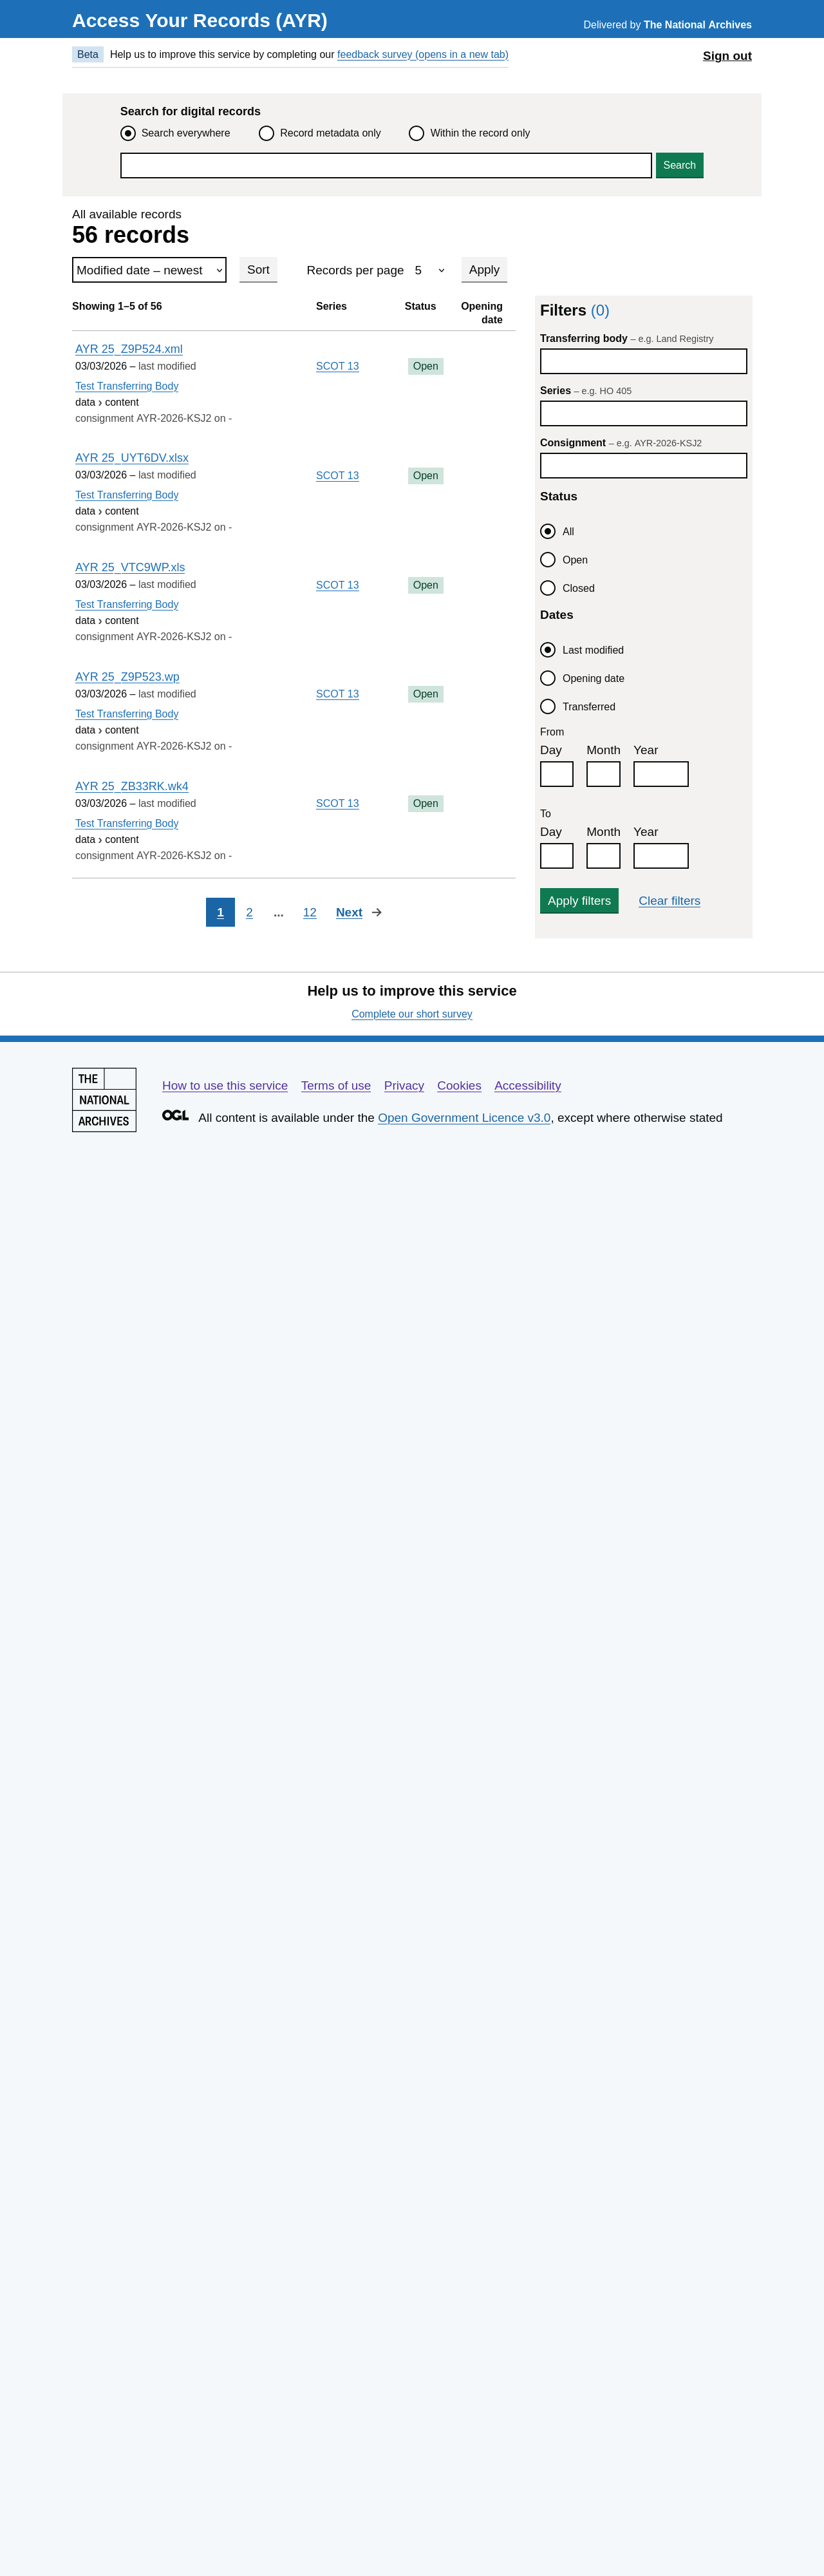 Access Your Records (AYR)
Delivered by The National Archives
Beta Help us to improve this service by completing our feedback survey (opens in a new tab)
Sign out
Search for digital records
Search everywhere Record metadata only Within the record only
Search
All available records
56 records
Modified date – newest Sort Records per page 5 Apply
Showing 1–5 of 56 Series Status Opening date
AYR 25_Z9P524.xml
03/03/2026 – last modified SCOT 13 Open
Test Transferring Body
data › content
consignment AYR-2026-KSJ2 on -
AYR 25_UYT6DV.xlsx
03/03/2026 – last modified SCOT 13 Open
Test Transferring Body
data › content
consignment AYR-2026-KSJ2 on -
AYR 25_VTC9WP.xls
03/03/2026 – last modified SCOT 13 Open
Test Transferring Body
data › content
consignment AYR-2026-KSJ2 on -
AYR 25_Z9P523.wp
03/03/2026 – last modified SCOT 13 Open
Test Transferring Body
data › content
consignment AYR-2026-KSJ2 on -
AYR 25_ZB33RK.wk4
03/03/2026 – last modified SCOT 13 Open
Test Transferring Body
data › content
consignment AYR-2026-KSJ2 on -
1 2 ... 12 Next
Filters (0)
Transferring body – e.g. Land Registry
Series – e.g. HO 405
Consignment – e.g. AYR-2026-KSJ2
Status
All
Open
Closed
Dates
Last modified
Opening date
Transferred
From
Day Month Year
To
Day Month Year
Apply filters Clear filters
Help us to improve this service
Complete our short survey
THE
NATIONAL
ARCHIVES
How to use this service Terms of use Privacy Cookies Accessibility
OGL All content is available under the Open Government Licence v3.0, except where otherwise stated